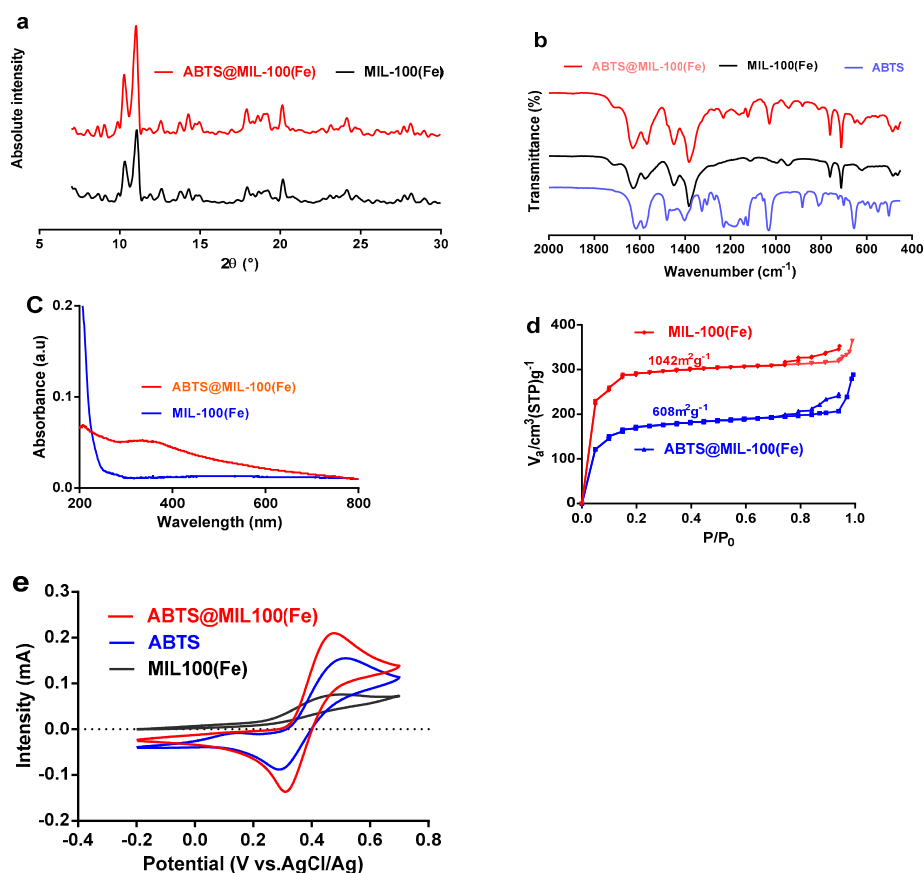 a
Absolute intensity
ABTS@MIL-100(Fe) MIL-100(Fe)
5 10 15 20 25 30
2θ (°)
b
ABTS@MIL-100(Fe) MIL-100(Fe) ABTS
Transmittance (%)
2000 1800 1600 1400 1200 1000 800 600 400
Wavenumber (cm⁻¹)
C
0.2
0.1
0.0
Absorbance (a.u)
ABTS@MIL-100(Fe)
MIL-100(Fe)
200 400 600 800
Wavelength (nm)
d
400
300
200
100
0
Vₐ/cm³(STP)g⁻¹
MIL-100(Fe)
1042m²g⁻¹
608m²g⁻¹
ABTS@MIL-100(Fe)
0.0 0.2 0.4 0.6 0.8 1.0
P/P₀
e
0.3
0.2
0.1
0.0
-0.1
-0.2
Intensity (mA)
ABTS@MIL100(Fe)
ABTS
MIL100(Fe)
-0.4 -0.2 0.0 0.2 0.4 0.6 0.8
Potential (V vs.AgCl/Ag)